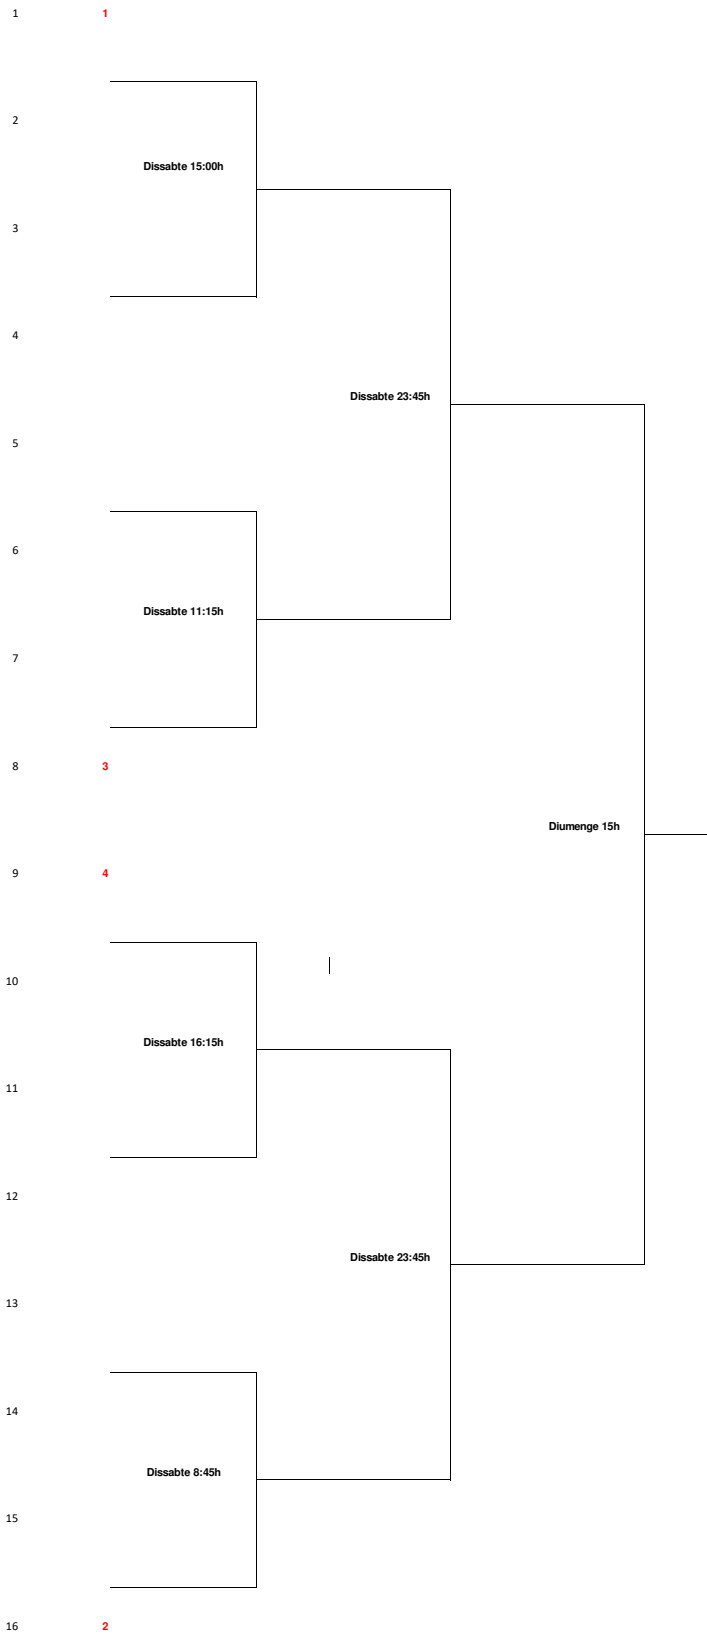 1 1
2
Dissabte 15:00h
3
4
Dissabte 23:45h
5
6
Dissabte 11:15h
7
8 3
Diumenge 15h
9 4
10
Dissabte 16:15h
11
12
Dissabte 23:45h
13
14
Dissabte 8:45h
15
16 2